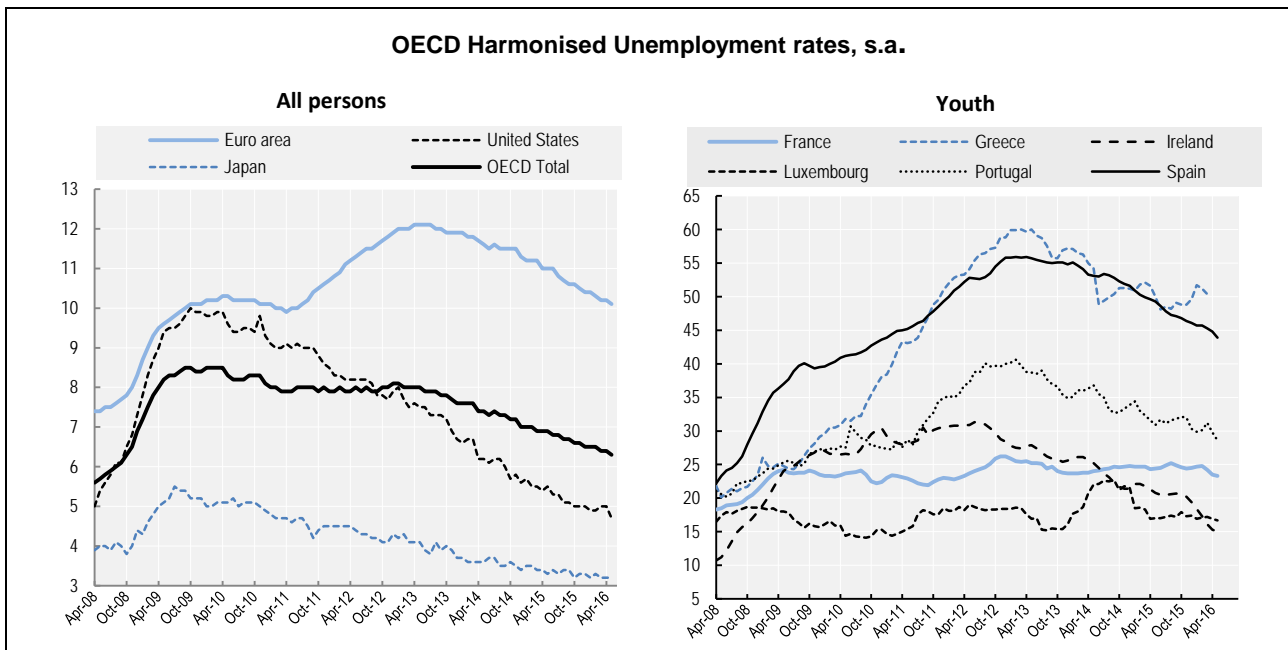 OECD Harmonised Unemployment rates, s.a.
All persons
Euro area
United States
Japan
OECD Total
13
12
11
10
9
8
7
6
5
4
3
Apr-08
Oct-08
Apr-09
Oct-09
Apr-10
Oct-10
Apr-11
Oct-11
Apr-12
Oct-12
Apr-13
Oct-13
Apr-14
Oct-14
Apr-15
Oct-15
Apr-16
Youth
France
Greece
Ireland
Luxembourg
Portugal
Spain
65
60
55
50
45
40
35
30
25
20
15
10
5
Apr-08
Oct-08
Apr-09
Oct-09
Apr-10
Oct-10
Apr-11
Oct-11
Apr-12
Oct-12
Apr-13
Oct-13
Apr-14
Oct-14
Apr-15
Oct-15
Apr-16